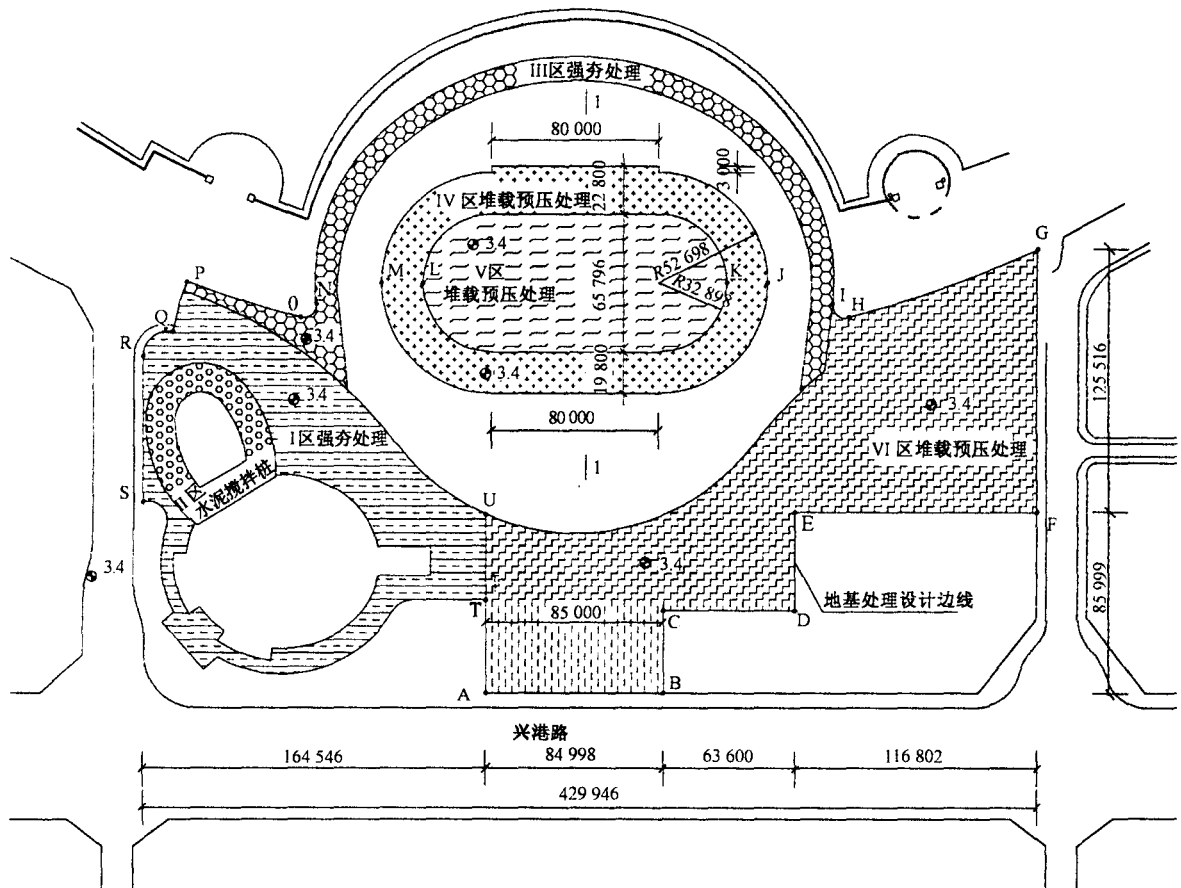 III区强夯处理
1
80 000
3 000
22 800
IV 区堆载预压处理
3.4
G
P
M
L
V区
堆载预压处理
65 796
R52 698
R32 898
K
J
O
N
I
H
Q
R
3.4
3.4
3.4
19 800
80 000
3.4
125 516
I区强夯处理
VI 区堆载预压处理
1
II区
水泥搅拌桩
S
U
E
F
3.4
3.4
地基处理设计边线
85 999
T
85 000
C
D
A
B
兴港路
164 546
84 998
63 600
116 802
429 946